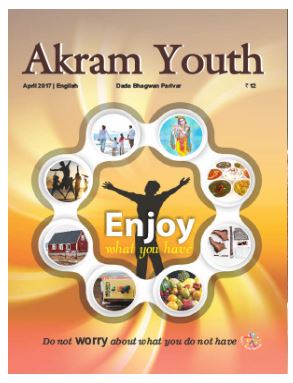 Akram Youth
April 2017 | English
Dada Bhagwan Parivar
₹ 12
Enjoy
what you have
Do not worry about what you do not have